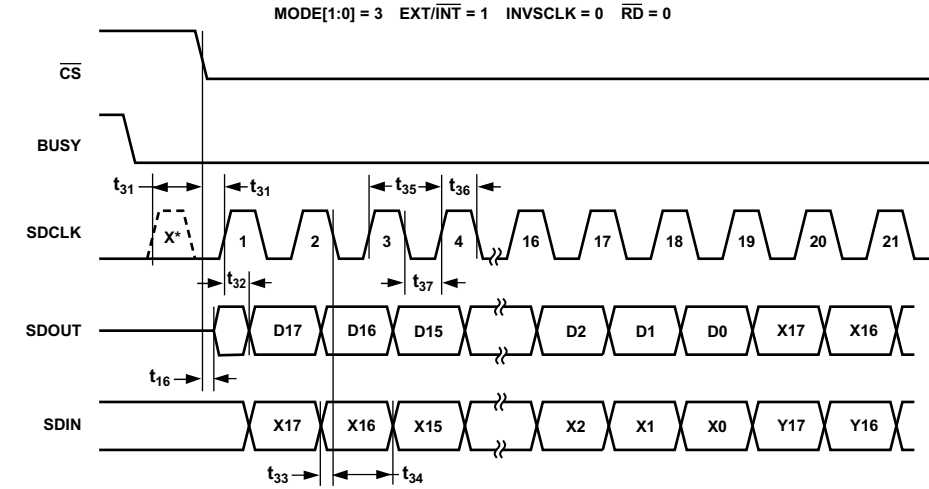 MODE[1:0] = 3 EXT/INT = 1 INVSCLK = 0 RD = 0
CS
BUSY
t31 t31 t35 t36
SDCLK X* 1 2 3 4 16 17 18 19 20 21
t32 t37
SDOUT D17 D16 D15 D2 D1 D0 X17 X16
t16
SDIN X17 X16 X15 X2 X1 X0 Y17 Y16
t33 t34